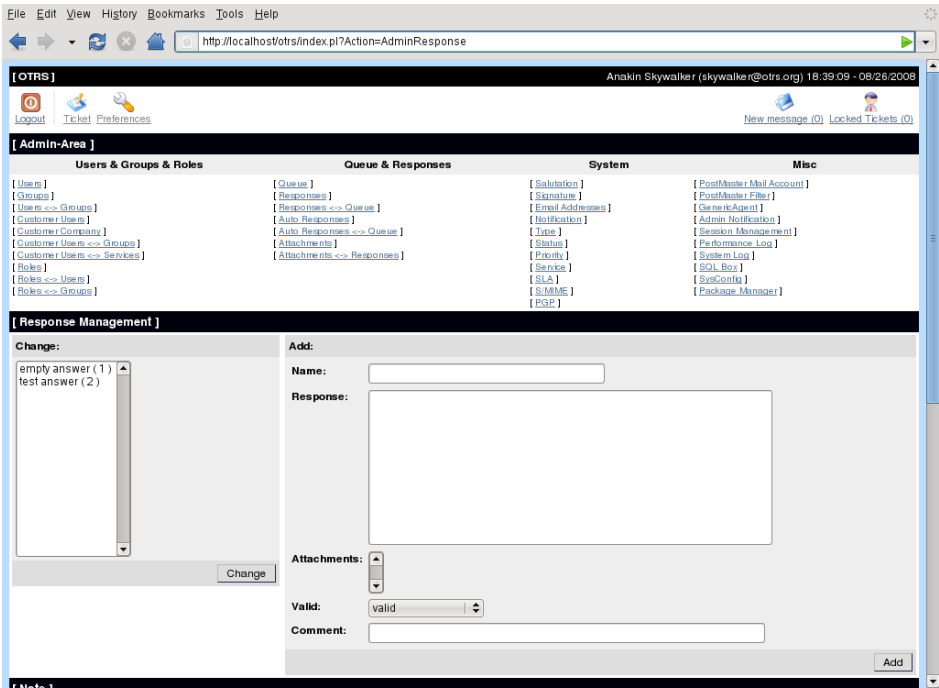 File Edit View History Bookmarks Tools Help
http://localhost/otrs/index.pl?Action=AdminResponse
[ OTRS ] Anakin Skywalker (skywalker@otrs.org) 18:39:09 - 08/26/2008
Logout Ticket Preferences New message (0) Locked Tickets (0)
[ Admin-Area ]
Users & Groups & Roles Queue & Responses System Misc
[ Users ] [ Queue ] [ Salutation ] [ PostMaster Mail Account ]
[ Groups ] [ Responses ] [ Signature ] [ PostMaster Filter ]
[ Users <-> Groups ] [ Responses <-> Queue ] [ Email Addresses ] [ GenericAgent ]
[ Customer Users ] [ Auto Responses ] [ Notification ] [ Admin Notification ]
[ Customer Company ] [ Auto Responses <-> Queue ] [ Type ] [ Session Management ]
[ Customer Users <-> Groups ] [ Attachments ] [ Status ] [ Performance Log ]
[ Customer Users <-> Services ] [ Attachments <-> Responses ] [ Priority ] [ System Log ]
[ Roles ] [ Service ] [ SQL Box ]
[ Roles <-> Users ] [ SLA ] [ SysConfig ]
[ Roles <-> Groups ] [ S/MIME ] [ Package Manager ]
[ PGP ]
[ Response Management ]
Change: Add:
empty answer ( 1 )
test answer ( 2 )
Name:
Response:
Attachments:
Change
Valid: valid
Comment:
Add
[ Note ]